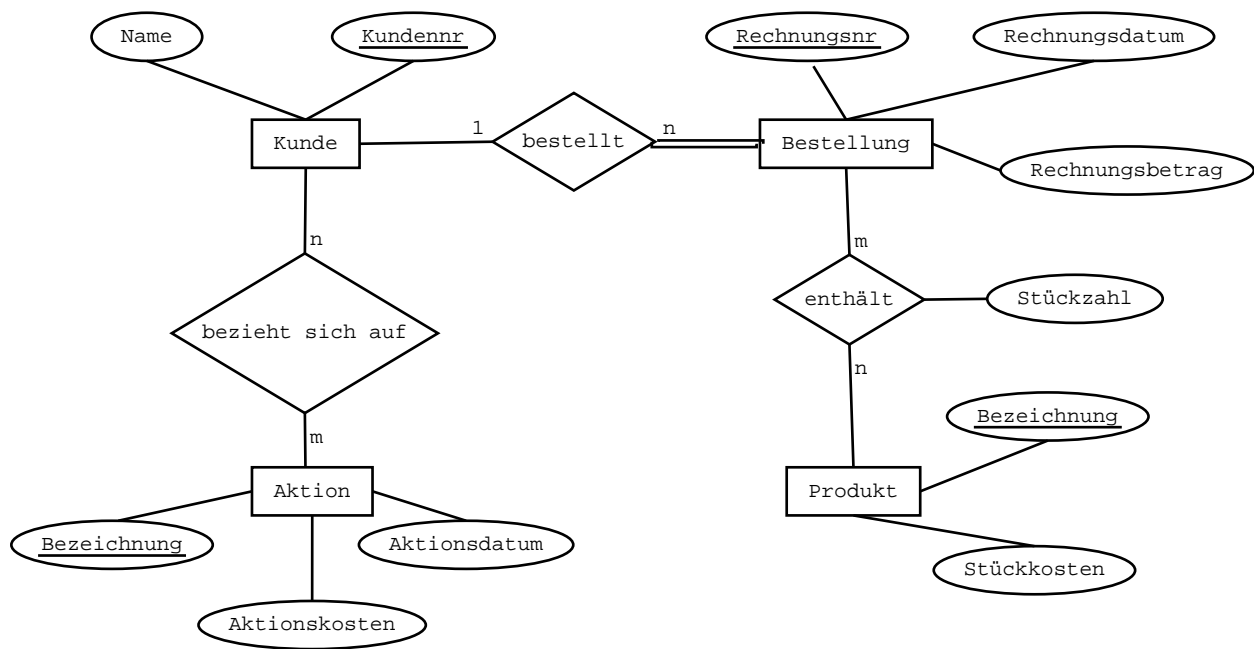 Name
Kundennr
Rechnungsnr
Rechnungsdatum
Kunde
1
bestellt
n
Bestellung
Rechnungsbetrag
n
m
bezieht sich auf
enthält
Stückzahl
m
n
Bezeichnung
Aktion
Produkt
Bezeichnung
Aktionsdatum
Stückkosten
Aktionskosten